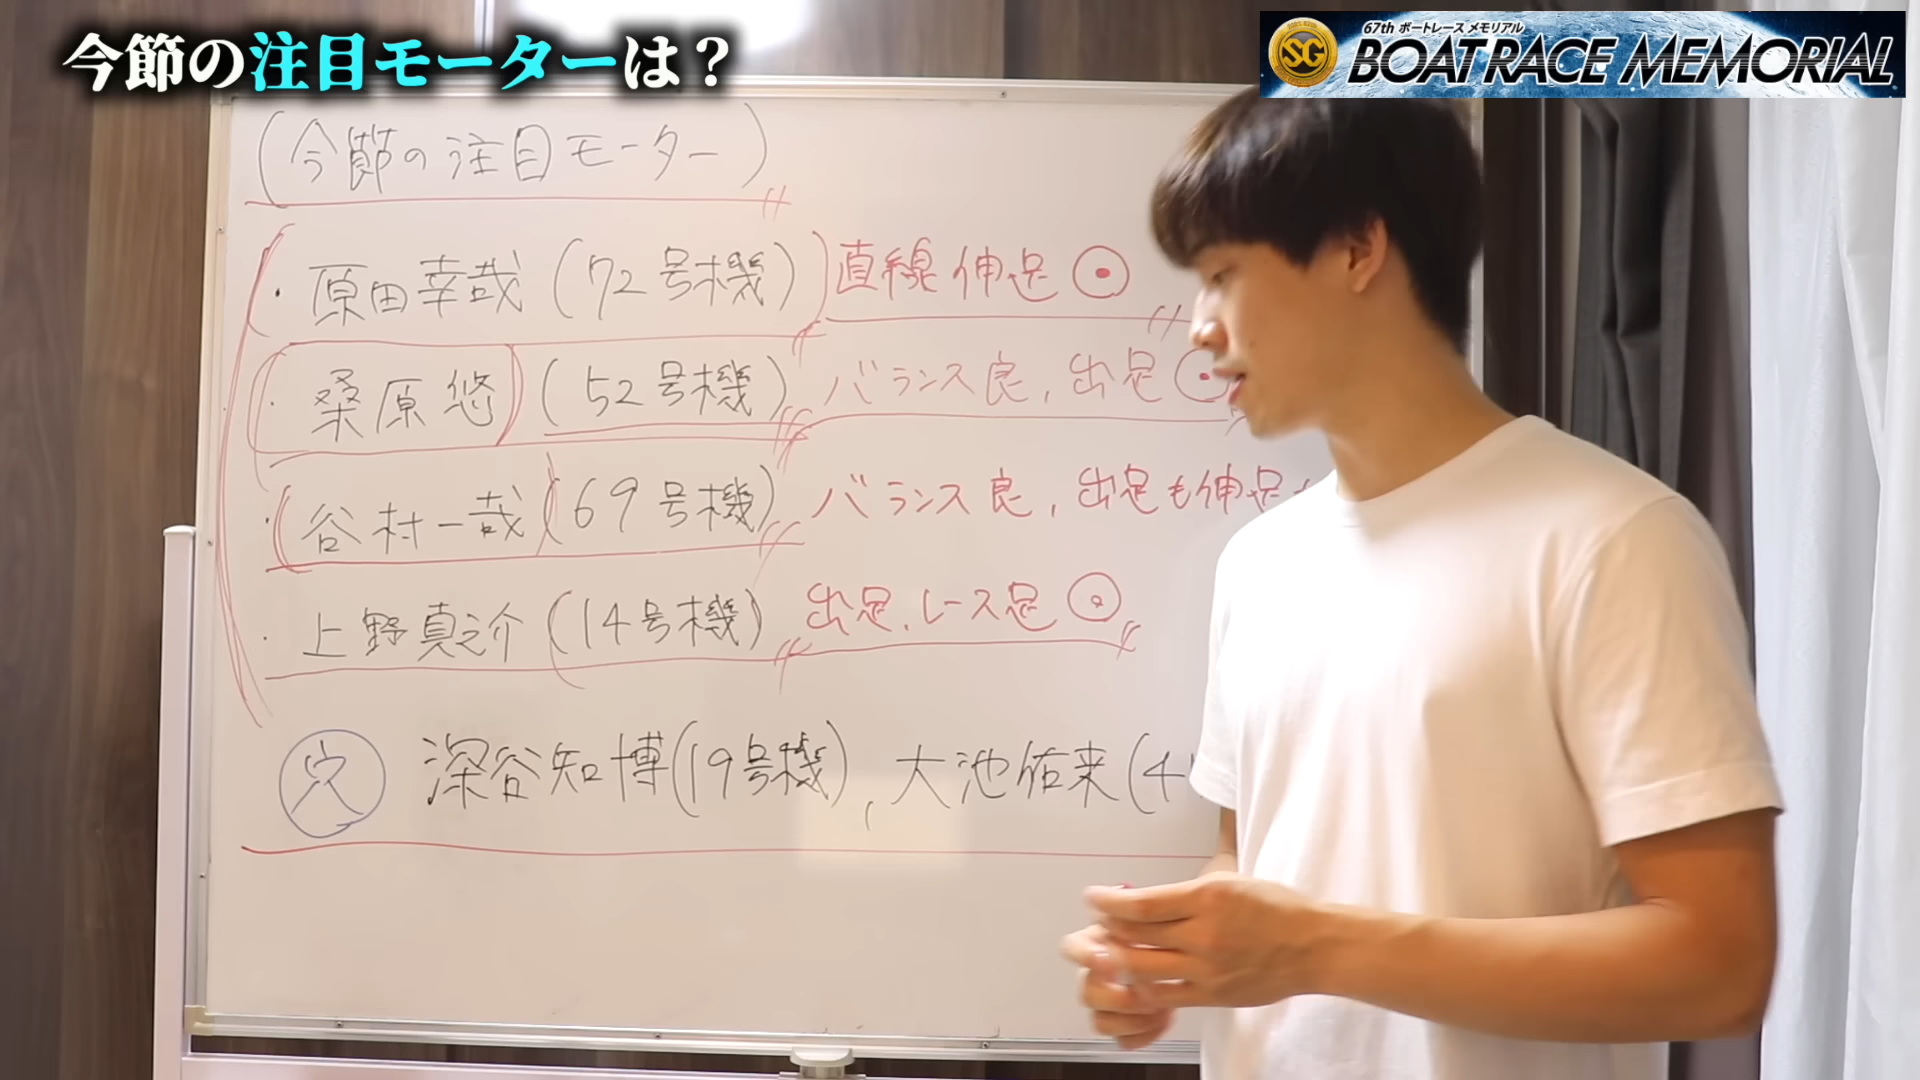 今節の注目モーターは？
SG
67th ボートレース メモリアル
BOAT RACE MEMORIAL
(今節の注目モーター)
・原田幸哉(72号機) 直線伸足◎
・桑原悠(52号機) バランス良, 出足◎
・谷村一哉(69号機) バランス良, 出足も伸足
・上野真之介(14号機) 出足、レース足◎
穴 深谷知博(19号機), 大池佑来(4